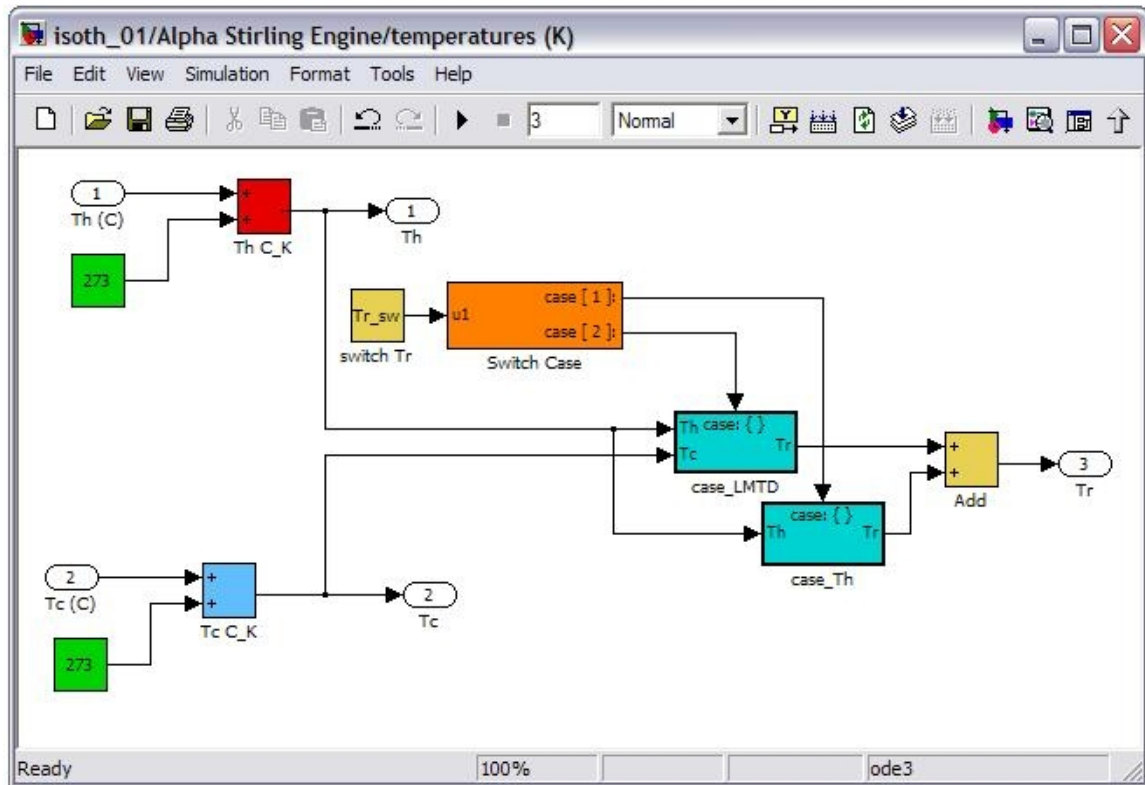 isoth_01/Alpha Stirling Engine/temperatures (K)
File Edit View Simulation Format Tools Help
3 Normal
1
Th (C)
+
+
Th C_K
1
Th
273
Tr_sw
switch Tr
u1
case [ 1 ]:
case [ 2 ]:
Switch Case
Th
Tc
case: { }
Tr
case_LMTD
+
+
Add
3
Tr
Th
case: { }
Tr
case_Th
2
Tc (C)
+
+
Tc C_K
2
Tc
273
Ready 100% ode3